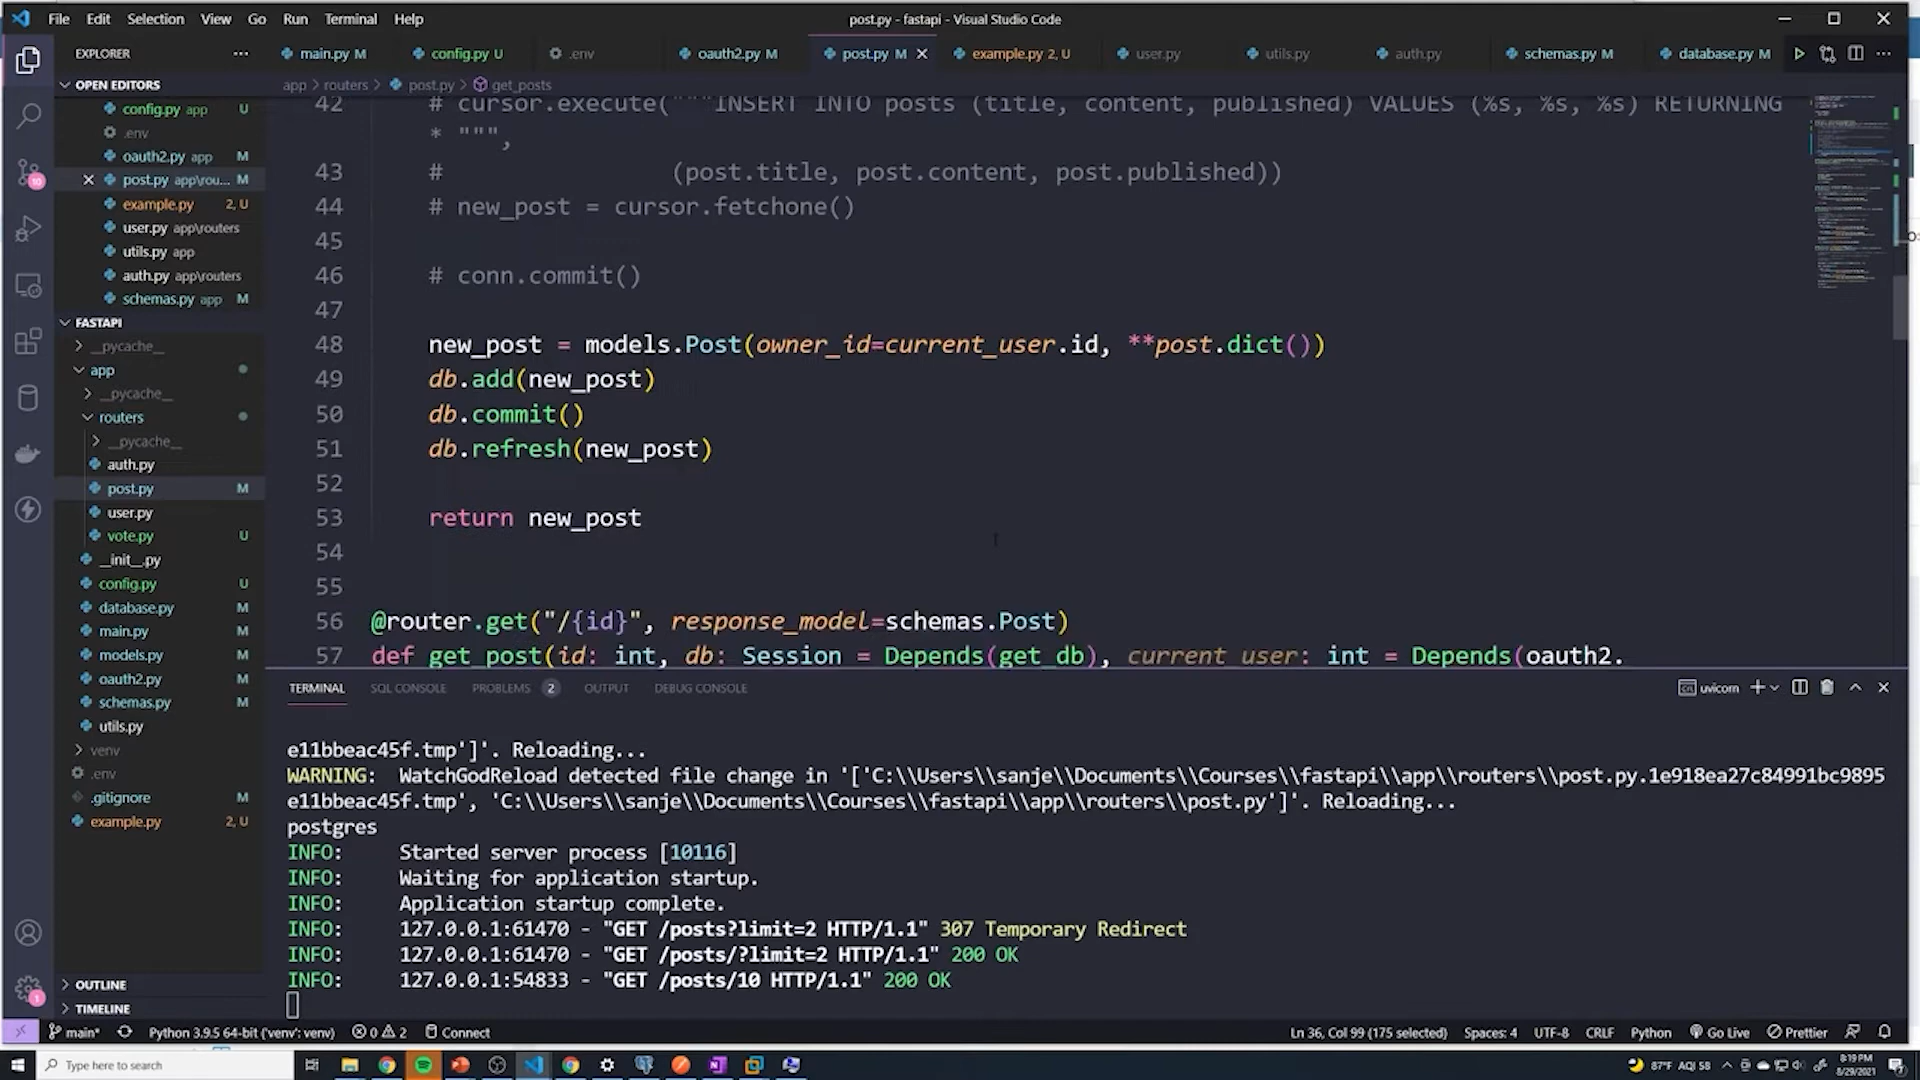 File Edit Selection View Go Run Terminal Help
post.py - fastapi - Visual Studio Code
EXPLORER
main.py M
config.py U
.env
oauth2.py M
post.py M
example.py 2, U
user.py
utils.py
auth.py
schemas.py M
database.py M
OPEN EDITORS
config.py app U
.env
oauth2.py app M
post.py app\rou... M
example.py 2, U
user.py app\routers
utils.py app
auth.py app\routers
schemas.py app M
FASTAPI
__pycache__
app
__pycache__
routers
__pycache__
auth.py
post.py M
user.py
vote.py U
__init__.py
config.py U
database.py M
main.py M
models.py M
oauth2.py M
schemas.py M
utils.py
venv
.env
.gitignore M
example.py 2, U
OUTLINE
TIMELINE
10
1
app > routers > post.py > get_posts
42 # cursor.execute("""INSERT INTO posts (title, content, published) VALUES (%s, %s, %s) RETURNING
* """,
43 # (post.title, post.content, post.published))
44 # new_post = cursor.fetchone()
45
46 # conn.commit()
47
48 new_post = models.Post(owner_id=current_user.id, **post.dict())
49 db.add(new_post)
50 db.commit()
51 db.refresh(new_post)
52
53 return new_post
54
55
56 @router.get("/{id}", response_model=schemas.Post)
57 def get_post(id: int, db: Session = Depends(get_db), current_user: int = Depends(oauth2.
TERMINAL SQL CONSOLE PROBLEMS 2 OUTPUT DEBUG CONSOLE
uvicorn
e11bbeac45f.tmp']'. Reloading...
WARNING: WatchGodReload detected file change in '['C:\\Users\\sanje\\Documents\\Courses\\fastapi\\app\\routers\\post.py.1e918ea27c84991bc9895
e11bbeac45f.tmp', 'C:\\Users\\sanje\\Documents\\Courses\\fastapi\\app\\routers\\post.py']'. Reloading...
postgres
INFO: Started server process [10116]
INFO: Waiting for application startup.
INFO: Application startup complete.
INFO: 127.0.0.1:61470 - "GET /posts?limit=2 HTTP/1.1" 307 Temporary Redirect
INFO: 127.0.0.1:61470 - "GET /posts/?limit=2 HTTP/1.1" 200 OK
INFO: 127.0.0.1:54833 - "GET /posts/10 HTTP/1.1" 200 OK
main* Python 3.9.5 64-bit ('venv': venv) 0 2 Connect
Ln 36, Col 99 (175 selected) Spaces: 4 UTF-8 CRLF Python Go Live Prettier
Type here to search
87°F AQI 58
8:19 PM
8/29/2021